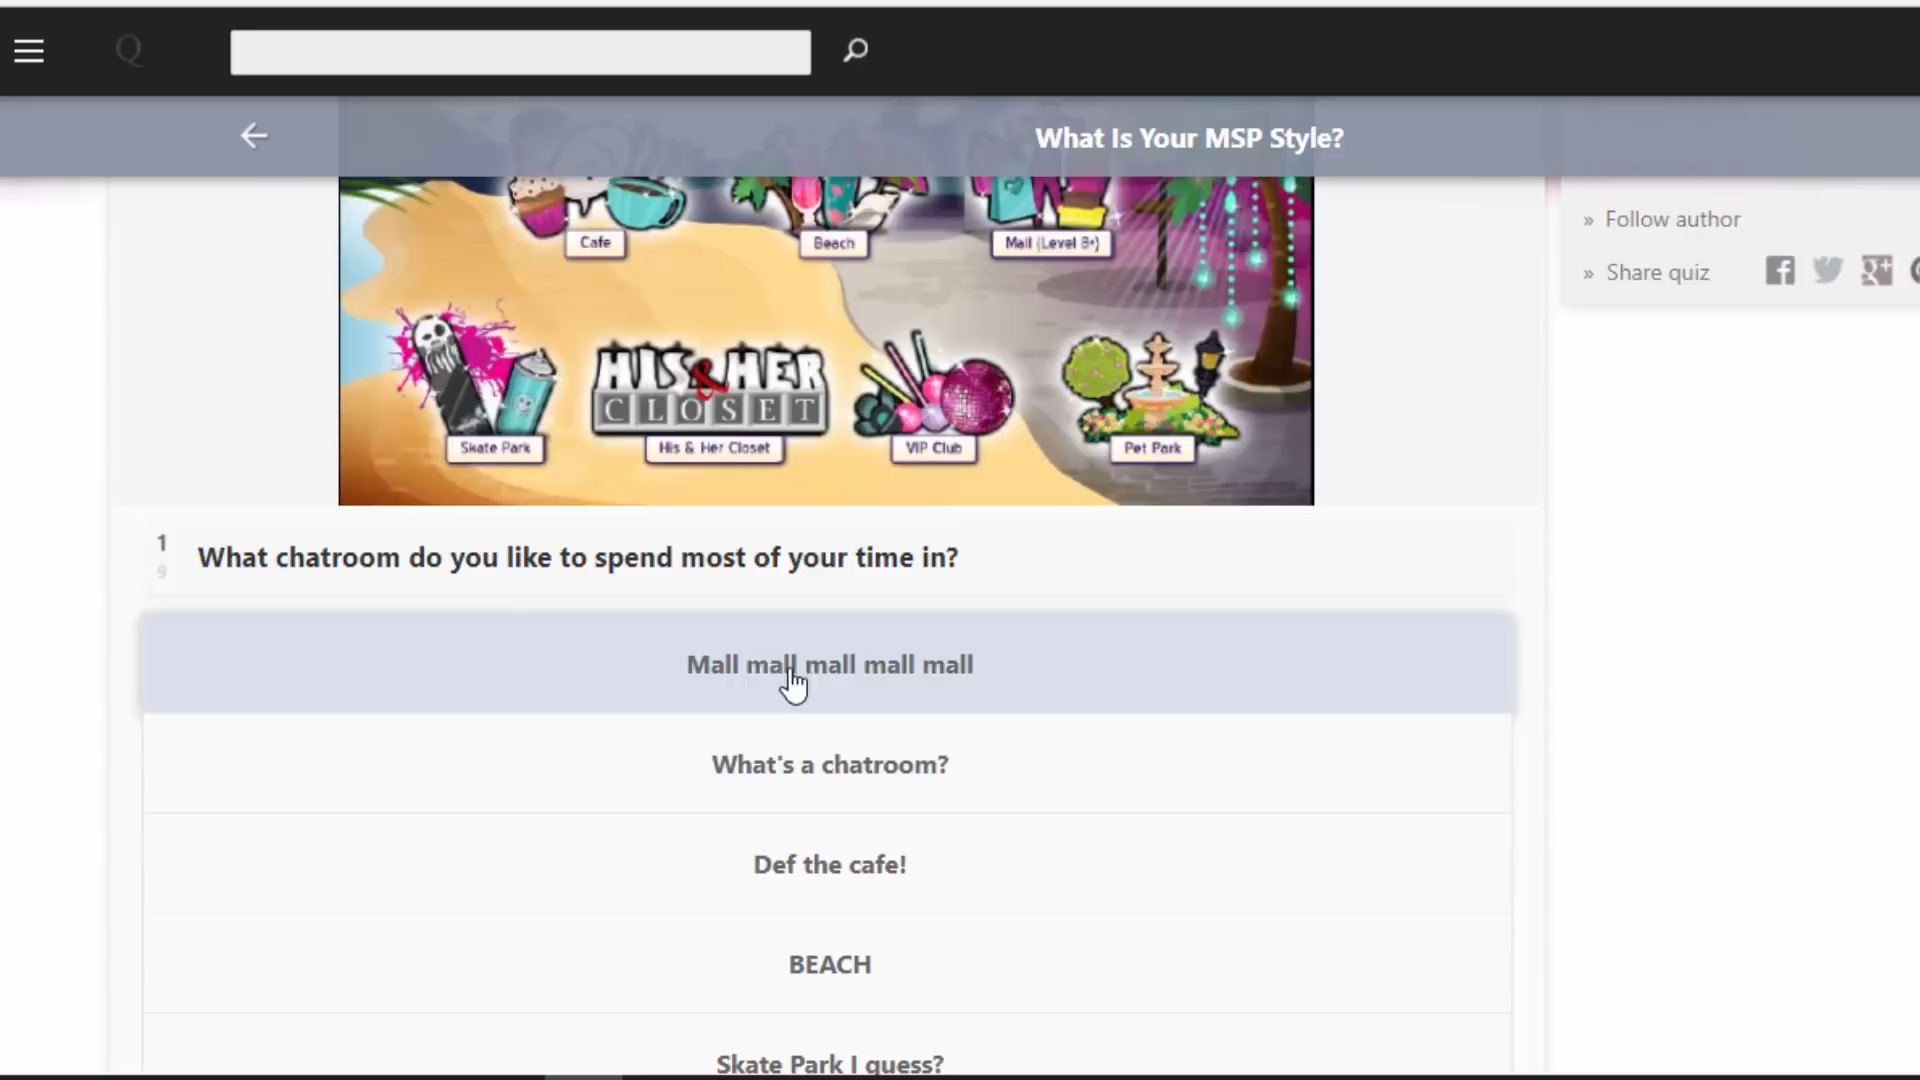 Q
What Is Your MSP Style?
» Follow author
» Share quiz
Cafe
Beach
Mall (Level 8+)
HIS & HER
CLOSET
Skate Park
His & Her Closet
VIP Club
Pet Park
1
9
What chatroom do you like to spend most of your time in?
Mall mall mall mall mall
What's a chatroom?
Def the cafe!
BEACH
Skate Park I guess?